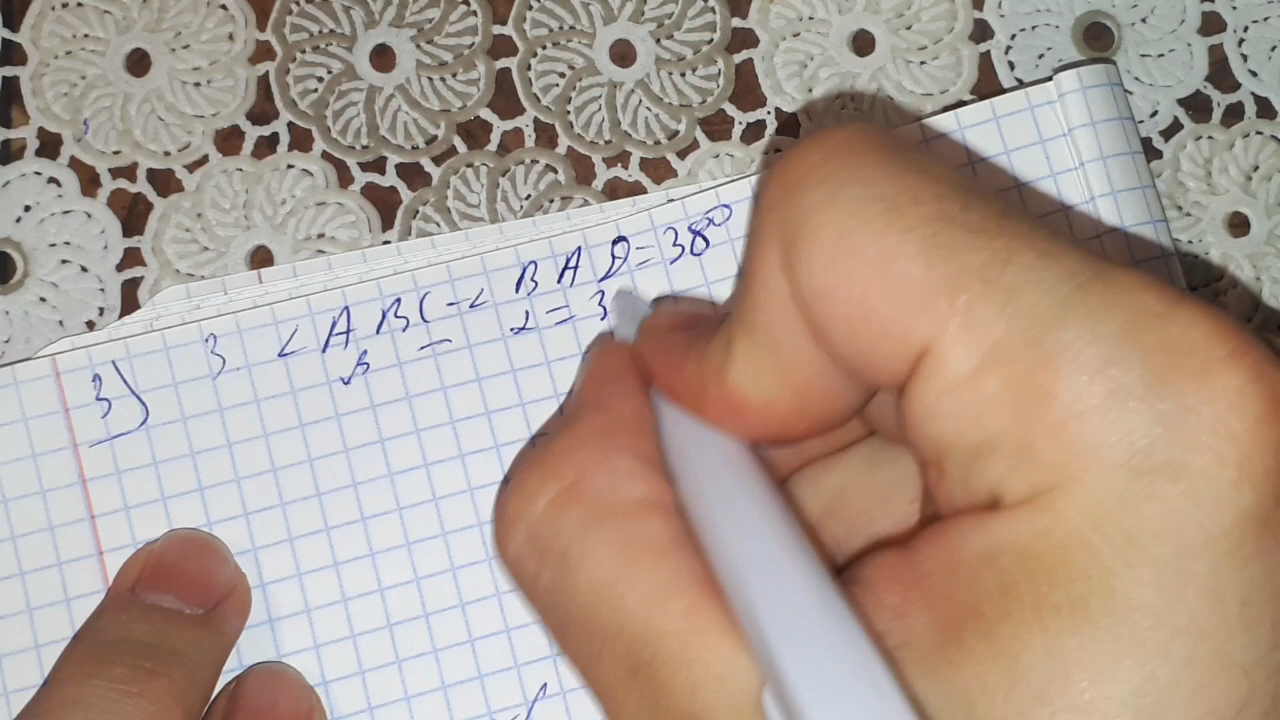 3) 3. <ABC - < BAD = 38°
β - α = 3